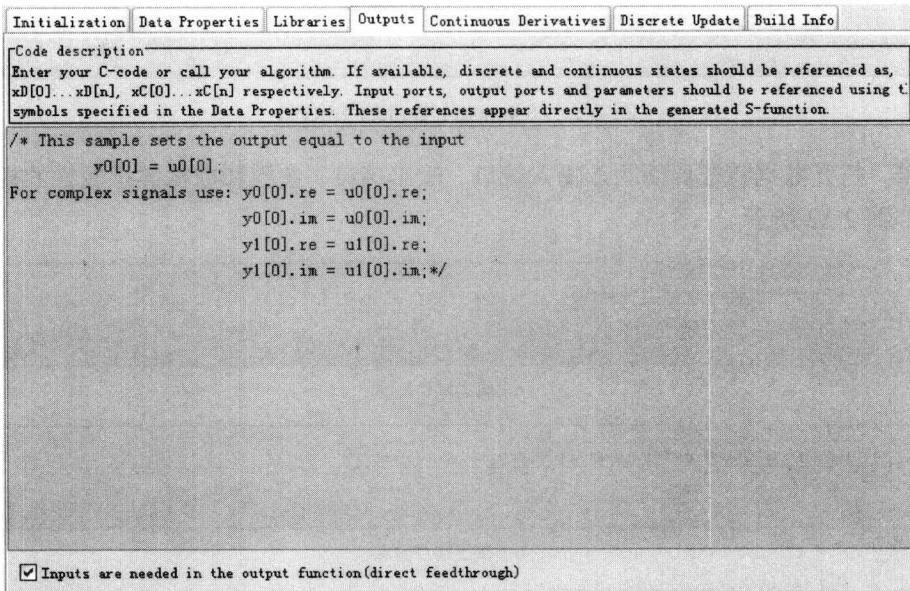 Initialization Data Properties Libraries Outputs Continuous Derivatives Discrete Update Build Info
Code description
Enter your C-code or call your algorithm. If available, discrete and continuous states should be referenced as,
xD[0]...xD[n], xC[0]...xC[n] respectively. Input ports, output ports and parameters should be referenced using t
symbols specified in the Data Properties. These references appear directly in the generated S-function.
/* This sample sets the output equal to the input
y0[0] = u0[0];
For complex signals use: y0[0].re = u0[0].re;
y0[0].im = u0[0].im;
y1[0].re = u1[0].re;
y1[0].im = u1[0].im;*/
Inputs are needed in the output function(direct feedthrough)